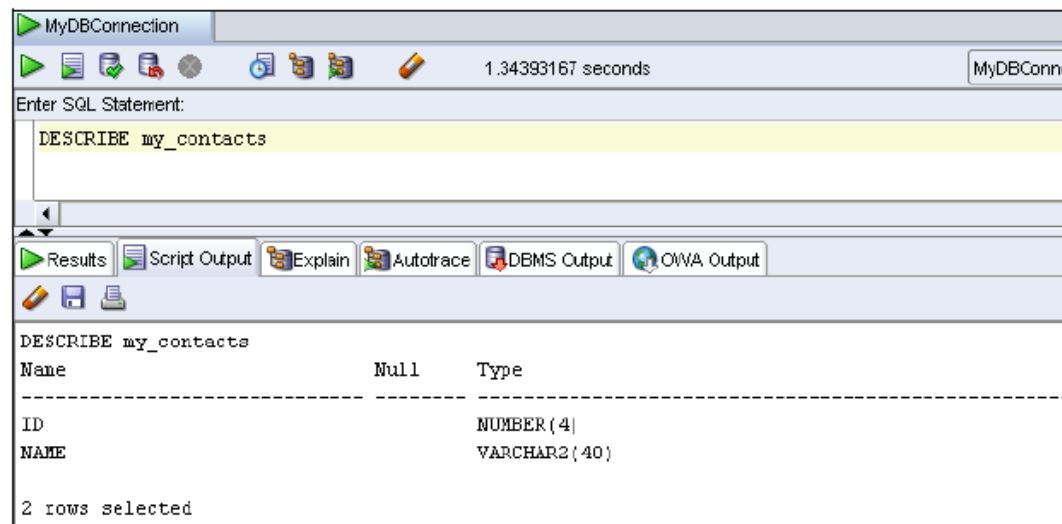 MyDBConnection
1.34393167 seconds
MyDBConn
Enter SQL Statement:
DESCRIBE my_contacts
Results Script Output Explain Autotrace DBMS Output OWA Output
DESCRIBE my_contacts
Name Null Type
------------------------------ -------- ----------------------------------------------------
ID NUMBER(4)
NAME VARCHAR2(40)
2 rows selected